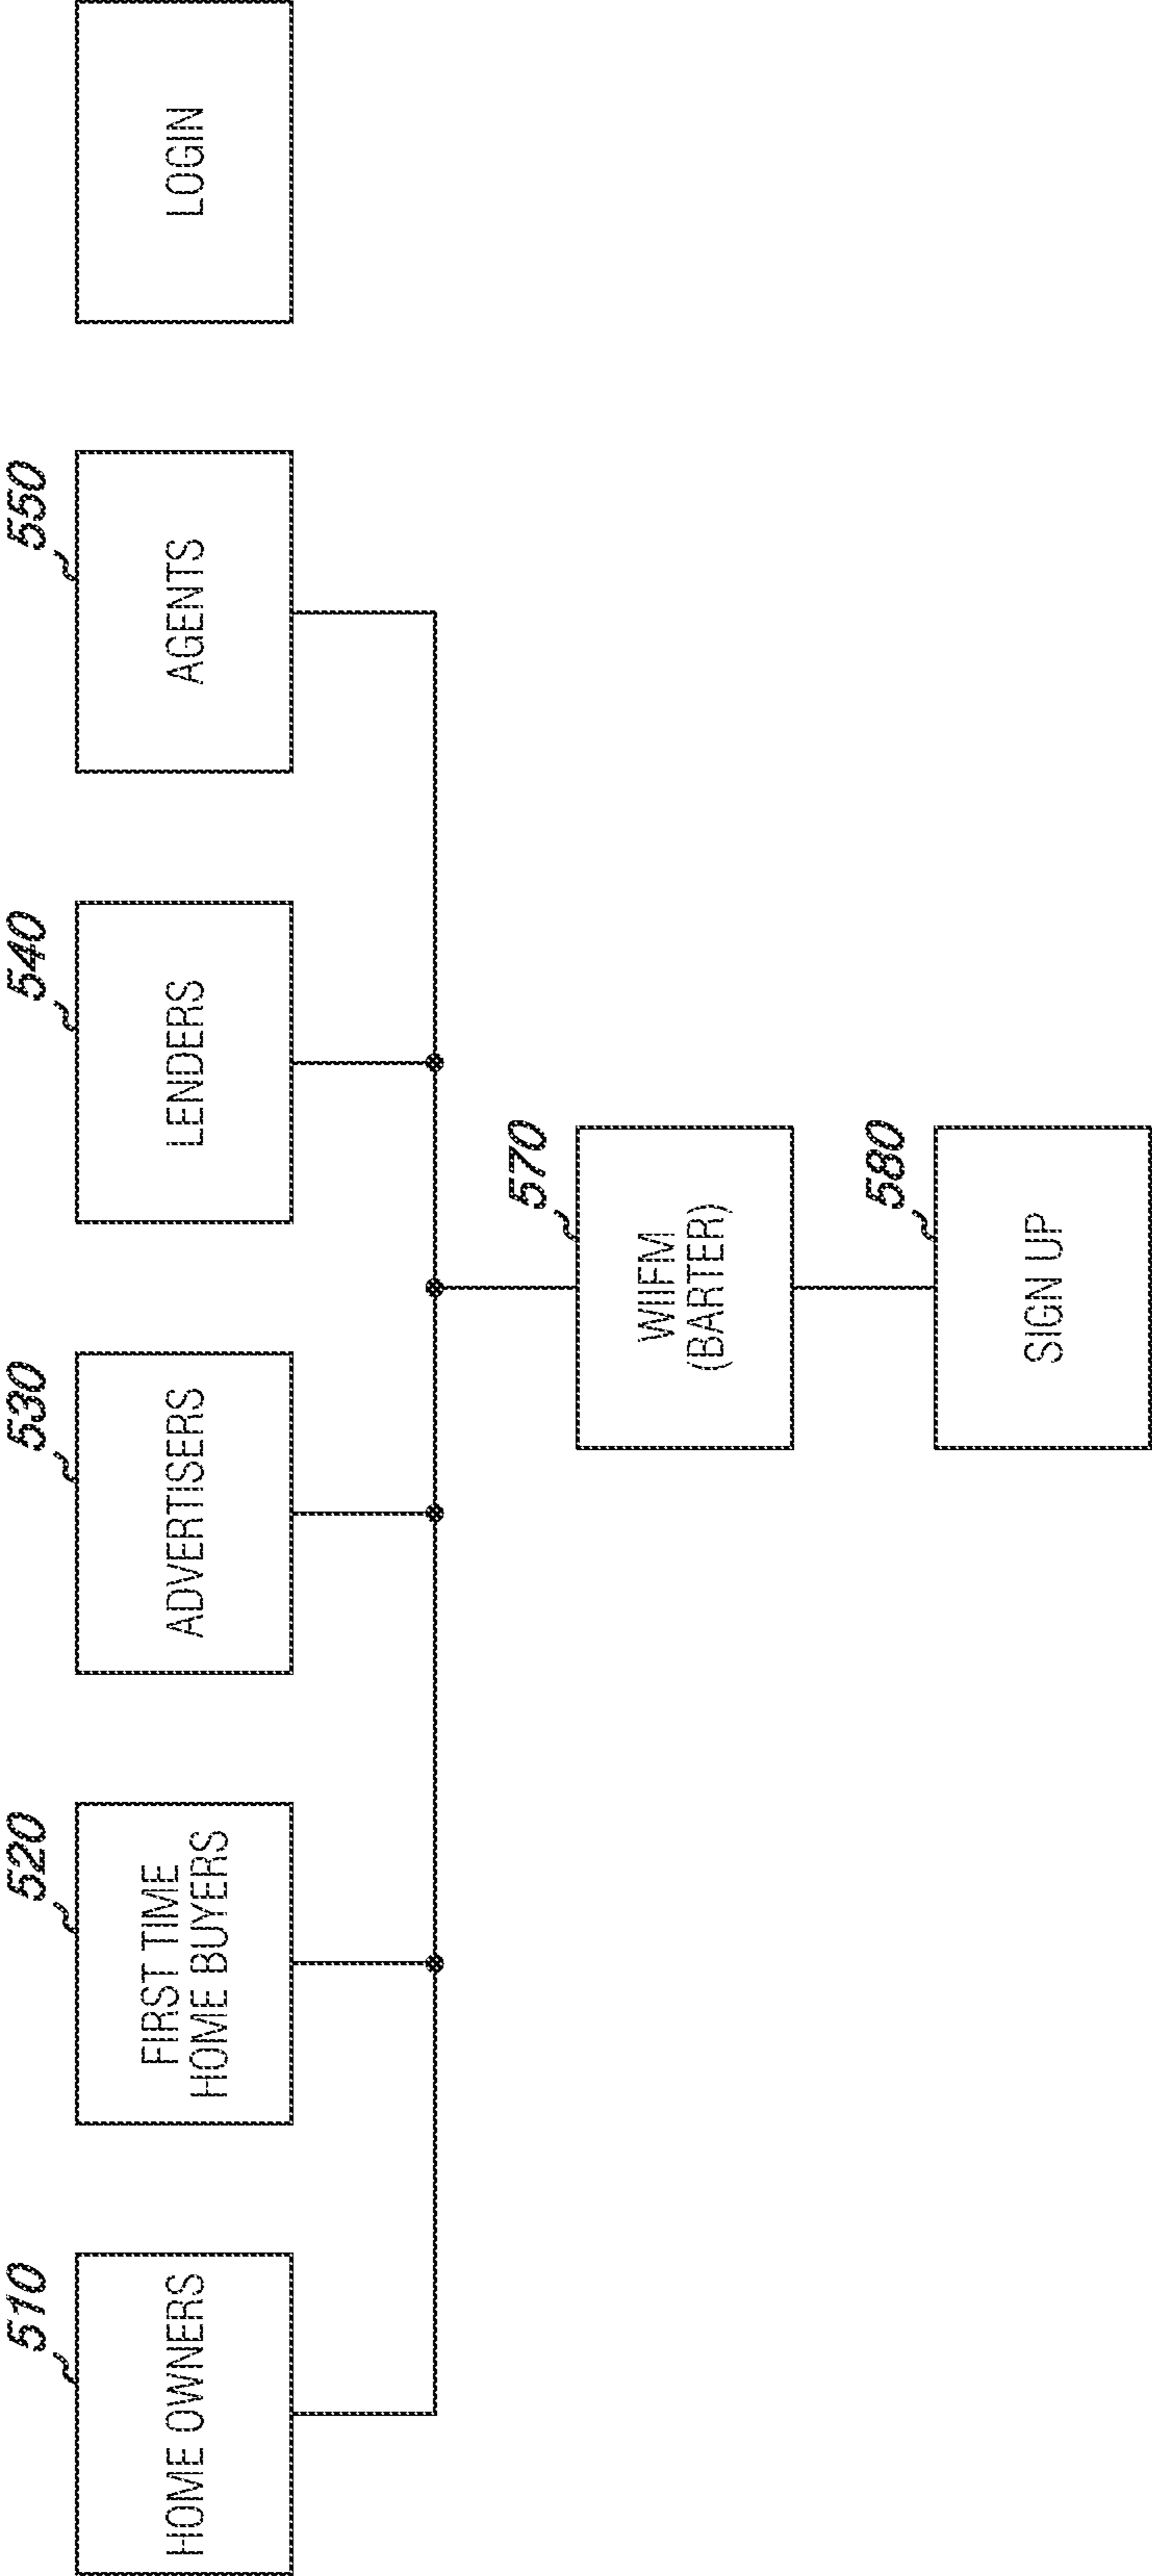 510
HOME OWNERS
520
FIRST TIME
HOME BUYERS
530
ADVERTISERS
540
LENDERS
550
AGENTS
LOGIN
570
WIIFM
(BARTER)
580
SIGN UP